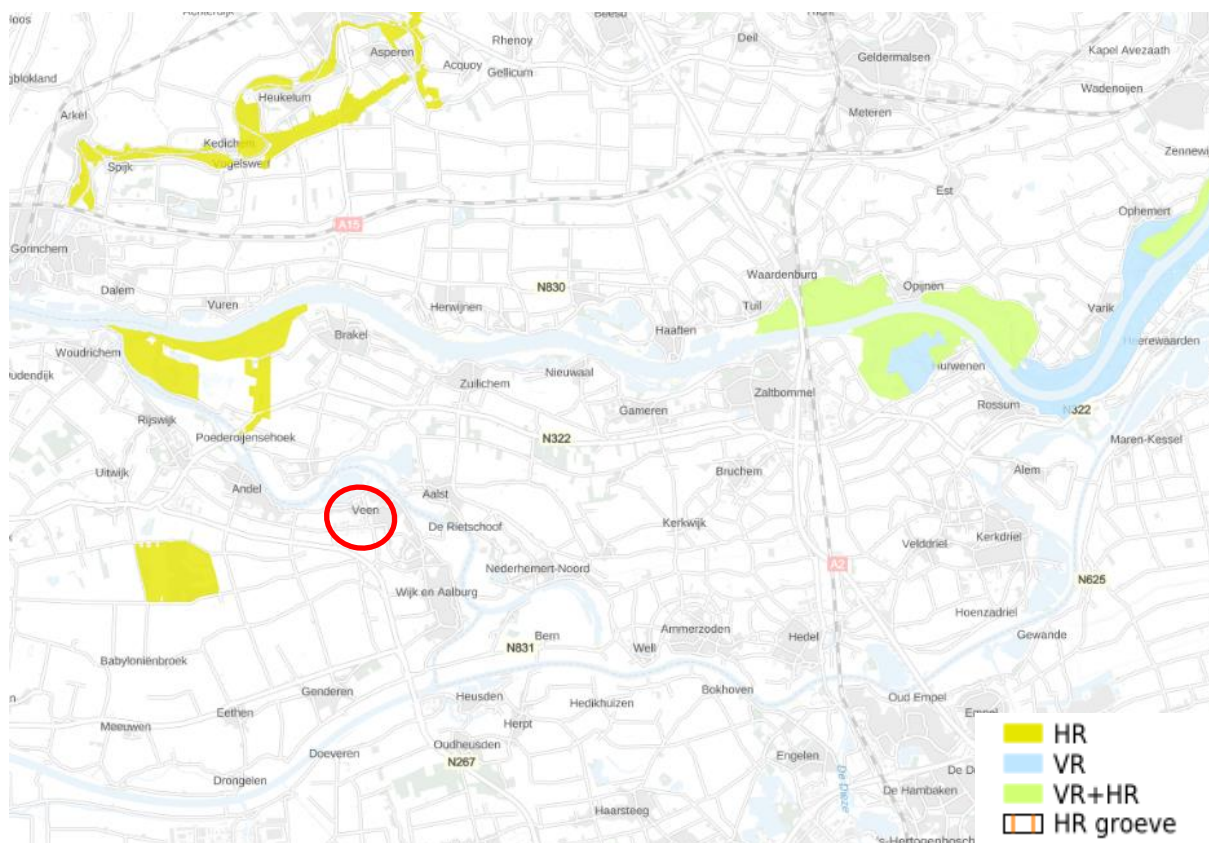 Asperen
Rhenoy
Deil
Kapel Avezaath
Geldermalsen
Acquoy
Gellicum
Wadenoijen
Heukelum
Arkel
Meteren
Kedichem
Vogelswerf
Spijk
Est
Ophemert
A15
Gorinchem
Waardenburg
Dalem
N830
Opijnen
Vuren
Herwijnen
Tuil
Varik
Haaften
Brakel
Heerewaarden
Woudrichem
Hurwenen
Nieuwaal
Zuilichem
Zaltbommel
Rossum
N322
Gameren
Rijswijk
Poederoijensehoek
N322
Maren-Kessel
Bruchem
Alem
Uitwijk
Andel
Aalst
Veen
De Rietschoof
Kerkwijk
Velddriel
Kerkdriel
A2
Nederhemert-Noord
N625
Wijk en Aalburg
Hoenzadriel
Ammerzoden
Bern
Hedel
Gewande
N831
Well
Babyloniënbroek
Genderen
Bokhoven
Heusden
Hedikhuizen
Oud Empel
Eethen
Herpt
Empel
Meeuwen
Oudheusden
Doeveren
Engelen
N267
Drongelen
De Dieze
De Hambaken
Haarsteeg
's-Hertogenbosch
HR
VR
VR+HR
HR groeve